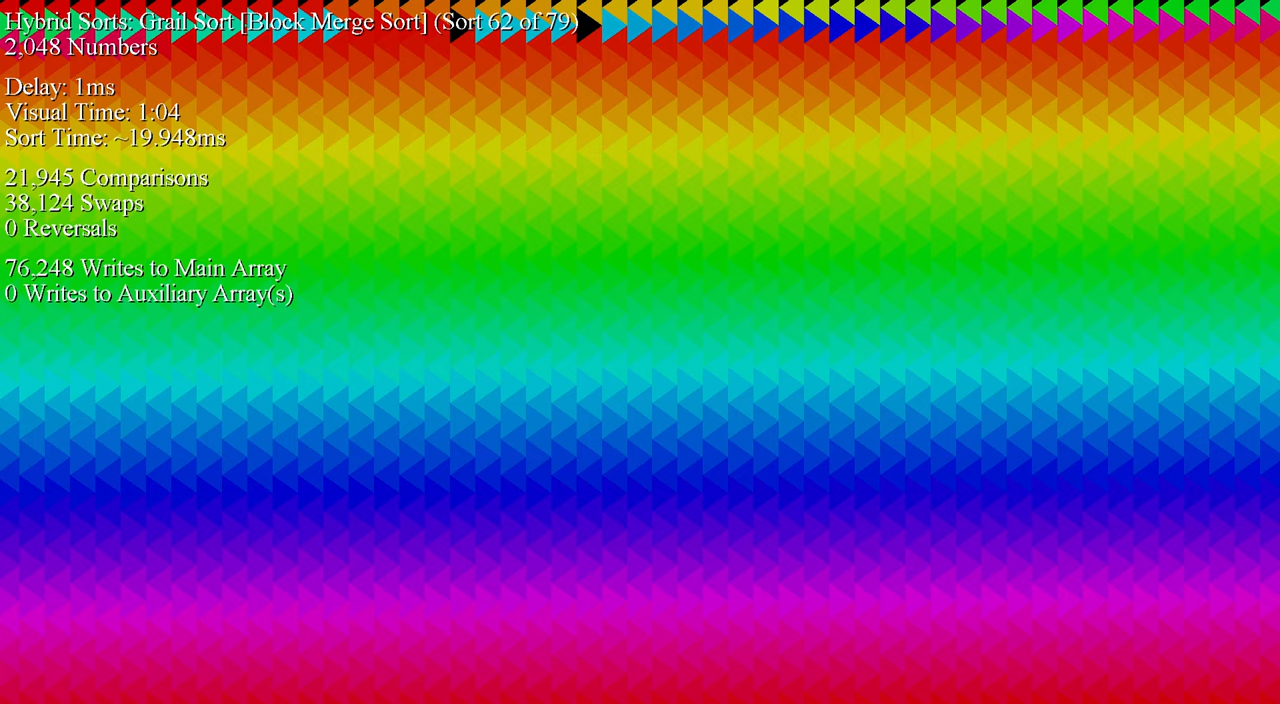 Hybrid Sorts: Grail Sort [Block Merge Sort] (Sort 62 of 79)
2,048 Numbers
Delay: 1ms
Visual Time: 1:04
Sort Time: ~19.948ms
21,945 Comparisons
38,124 Swaps
0 Reversals
76,248 Writes to Main Array
0 Writes to Auxiliary Array(s)